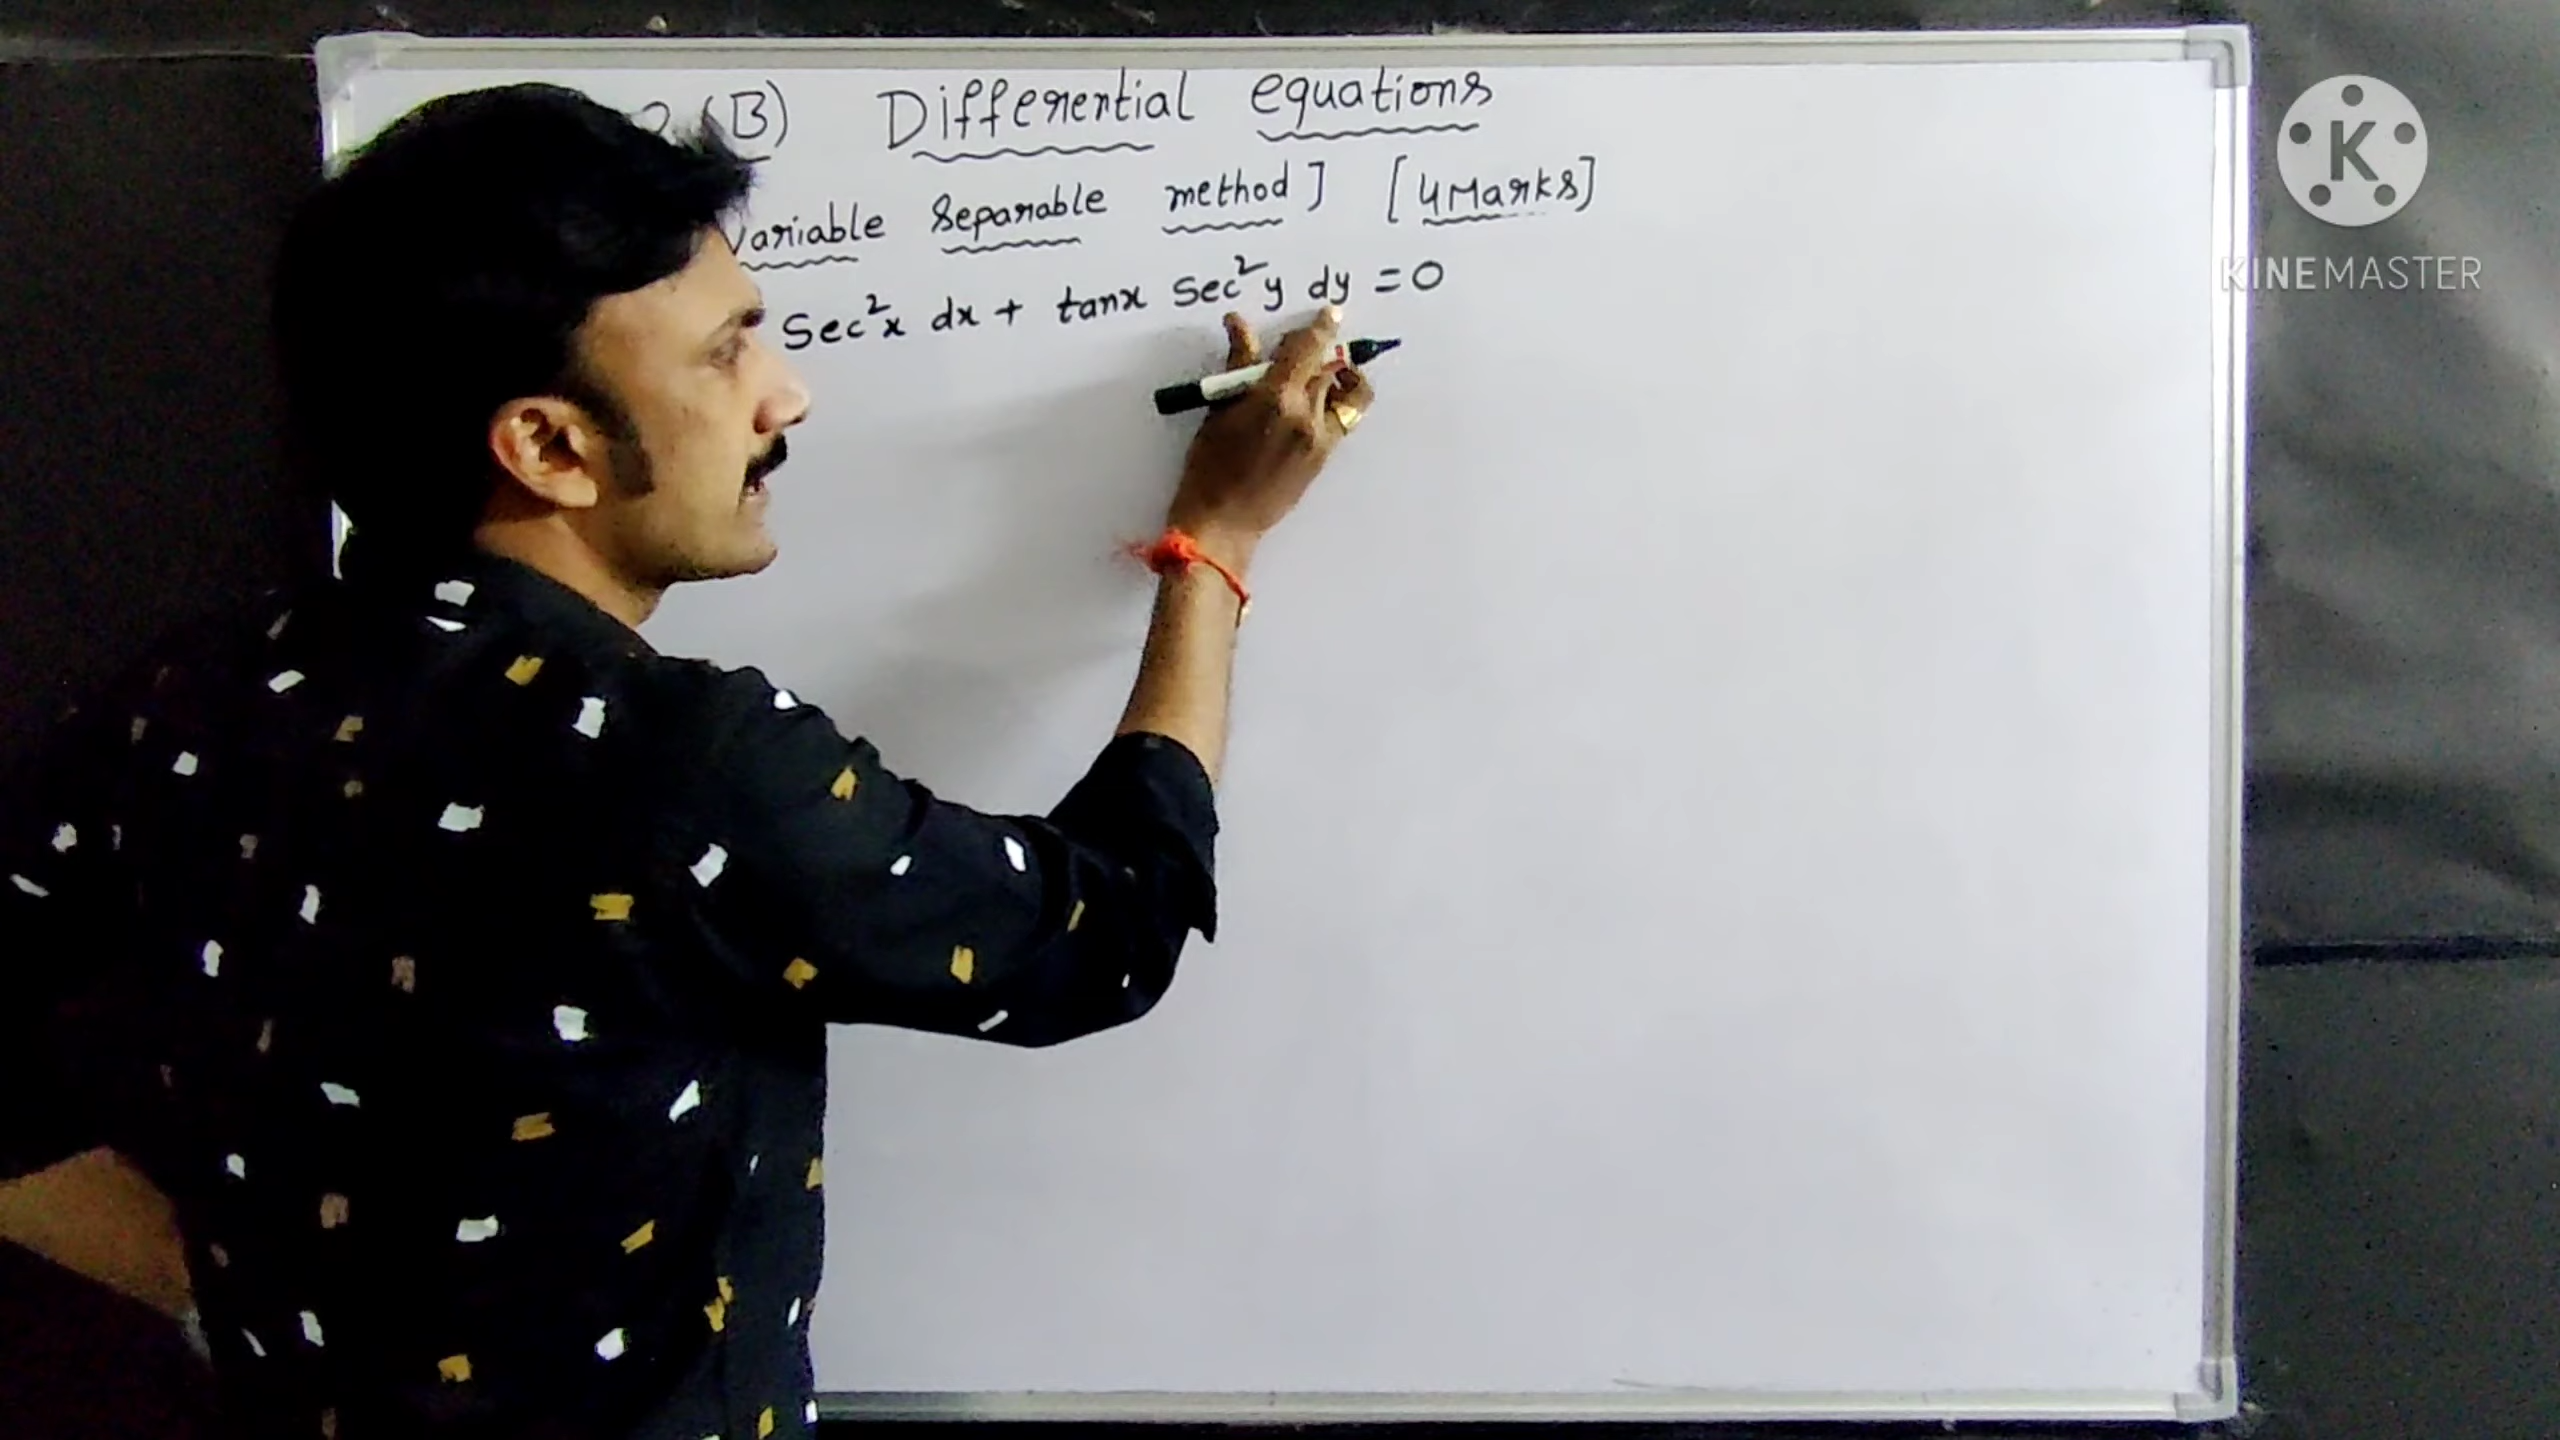 (B) Differential equations
Variable separable method] [4Marks]
Sec²x dx + tanx Sec²y dy = 0
K
KINEMASTER